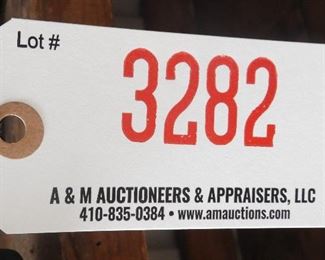 Lot #
3282
A & M AUCTIONEERS & APPRAISERS, LLC
410-835-0384 • www.amauctions.com